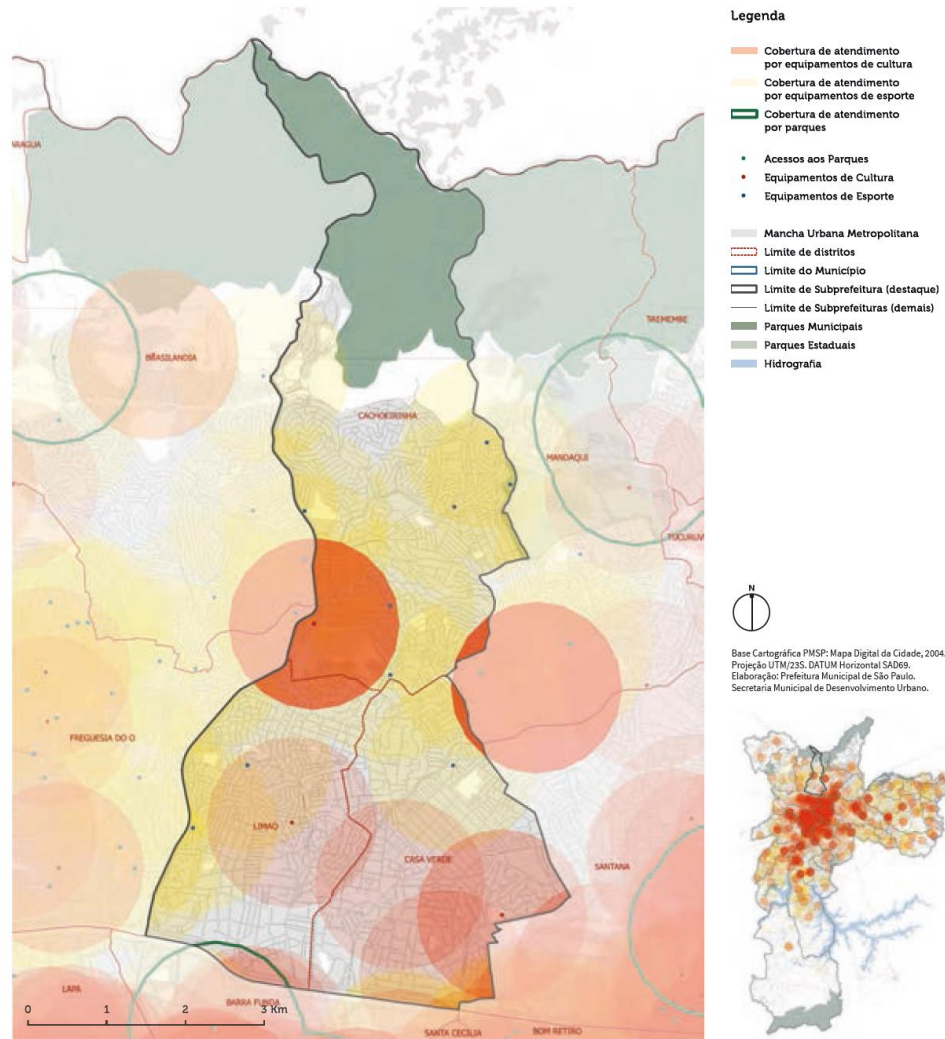 Legenda
Cobertura de atendimento
por equipamentos de cultura
Cobertura de atendimento
por equipamentos de esporte
Cobertura de atendimento
por parques
Acessos aos Parques
Equipamentos de Cultura
Equipamentos de Esporte
Mancha Urbana Metropolitana
Limite de distritos
Limite do Município
Limite de Subprefeitura (destaque)
Limite de Subprefeituras (demais)
Parques Municipais
Parques Estaduais
Hidrografia
ARAGUA
TREMEMBE
BRASILANDIA
CACHOEIRINHA
MANDAQUI
TUCURUV
FREGUESIA DO O
LIMAO
CASA VERDE
SANTANA
LAPA
BARRA FUNDA
SANTA CECÍLIA
BOM RETIRO
0 1 2 3 Km
N
Base Cartográfica PMSP: Mapa Digital da Cidade, 2004.
Projeção UTM/23S. DATUM Horizontal SAD69.
Elaboração: Prefeitura Municipal de São Paulo.
Secretaria Municipal de Desenvolvimento Urbano.